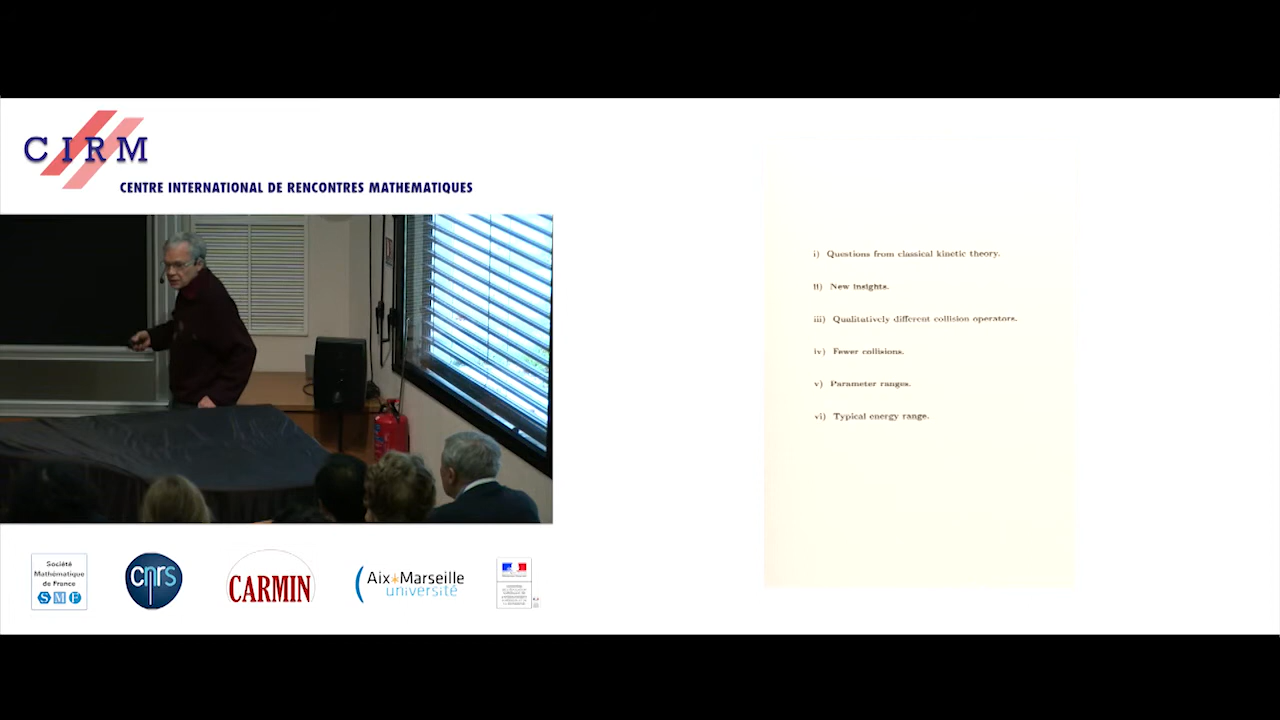 CIRM
CENTRE INTERNATIONAL DE RENCONTRES MATHEMATIQUES
i) Questions from classical kinetic theory.
ii) New insights.
iii) Qualitatively different collision operators.
iv) Fewer collisions.
v) Parameter ranges.
vi) Typical energy range.
Société
Mathématique
de France
SMF
cnrs
CARMIN
Aix*Marseille
université